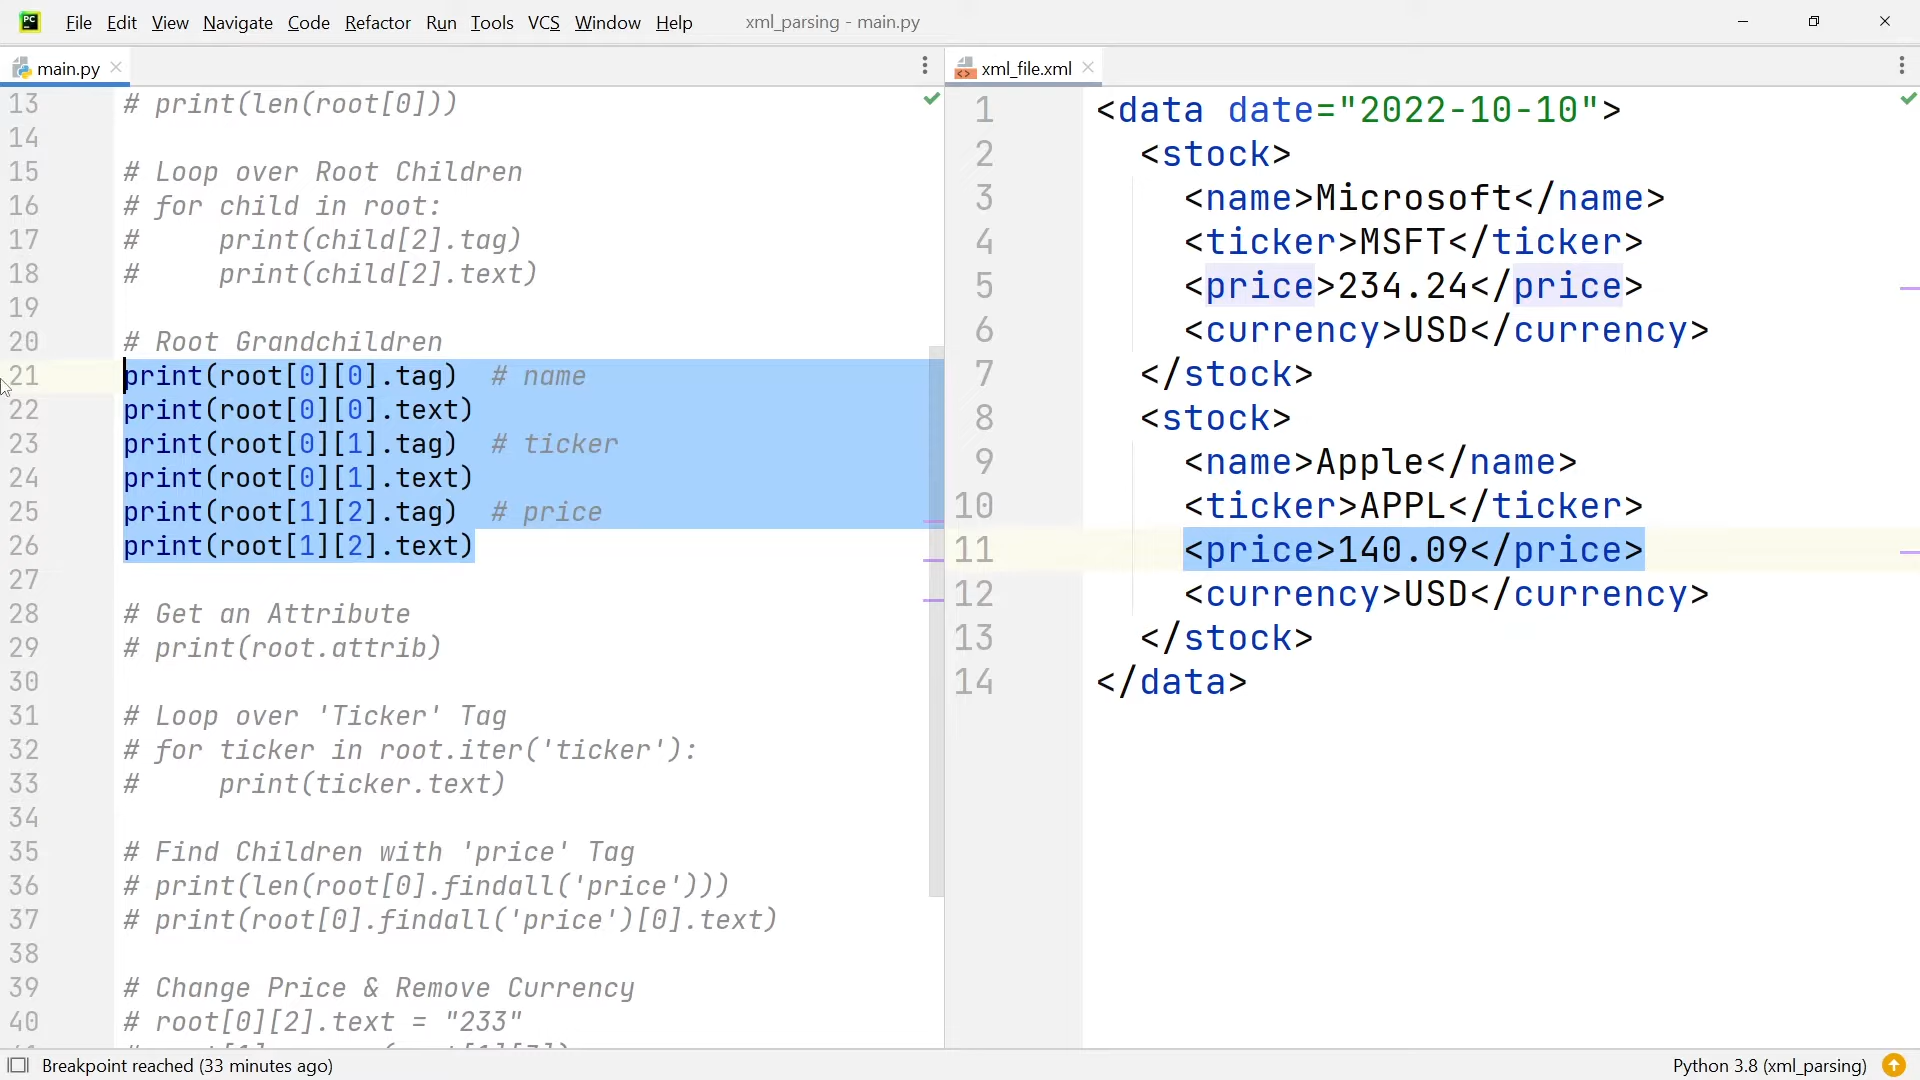 PC File Edit View Navigate Code Refactor Run Tools VCS Window Help xml_parsing - main.py
main.py
13 # print(len(root[0]))
14
15 # Loop over Root Children
16 # for child in root:
17 #     print(child[2].tag)
18 #     print(child[2].text)
19
20 # Root Grandchildren
21 print(root[0][0].tag)  # name
22 print(root[0][0].text)
23 print(root[0][1].tag)  # ticker
24 print(root[0][1].text)
25 print(root[1][2].tag)  # price
26 print(root[1][2].text)
27
28 # Get an Attribute
29 # print(root.attrib)
30
31 # Loop over 'Ticker' Tag
32 # for ticker in root.iter('ticker'):
33 #     print(ticker.text)
34
35 # Find Children with 'price' Tag
36 # print(len(root[0].findall('price')))
37 # print(root[0].findall('price')[0].text)
38
39 # Change Price & Remove Currency
40 # root[0][2].text = "233"
xml_file.xml
1 <data date="2022-10-10">
2 <stock>
3 <name>Microsoft</name>
4 <ticker>MSFT</ticker>
5 <price>234.24</price>
6 <currency>USD</currency>
7 </stock>
8 <stock>
9 <name>Apple</name>
10 <ticker>APPL</ticker>
11 <price>140.09</price>
12 <currency>USD</currency>
13 </stock>
14 </data>
Breakpoint reached (33 minutes ago)
Python 3.8 (xml_parsing)